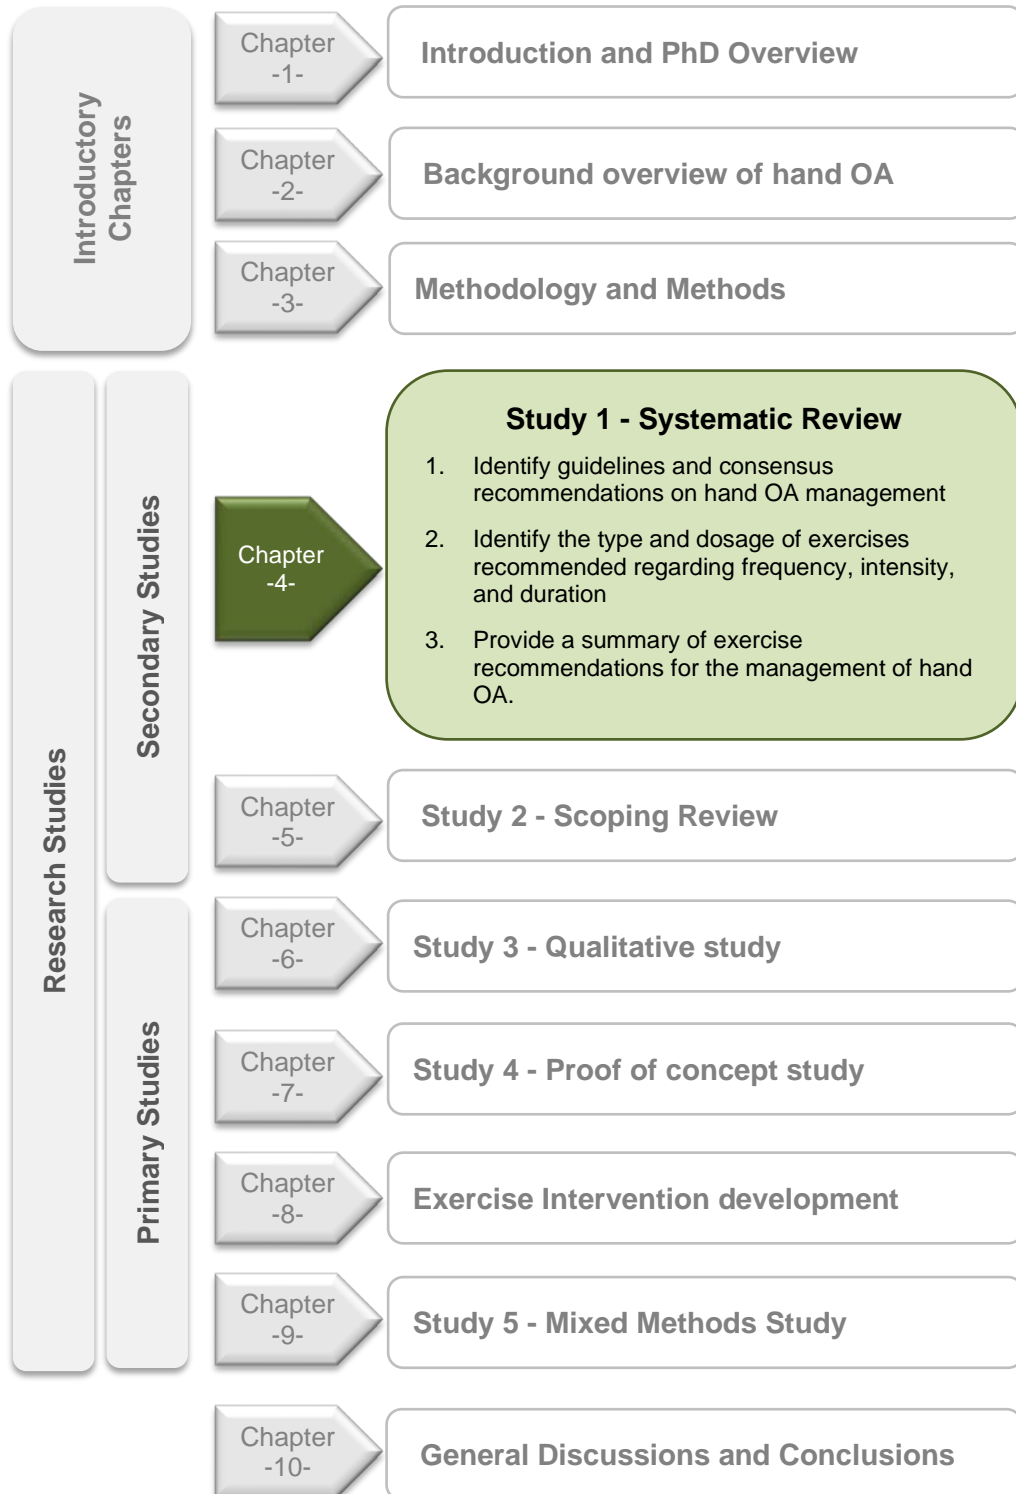 Introductory
Chapters
Chapter
-1-
Introduction and PhD Overview
Chapter
-2-
Background overview of hand OA
Chapter
-3-
Methodology and Methods
Research Studies
Secondary Studies
Chapter
-4-
Study 1 - Systematic Review
1. Identify guidelines and consensus
recommendations on hand OA management
2. Identify the type and dosage of exercises
recommended regarding frequency, intensity,
and duration
3. Provide a summary of exercise
recommendations for the management of hand
OA.
Chapter
-5-
Study 2 - Scoping Review
Primary Studies
Chapter
-6-
Study 3 - Qualitative study
Chapter
-7-
Study 4 - Proof of concept study
Chapter
-8-
Exercise Intervention development
Chapter
-9-
Study 5 - Mixed Methods Study
Chapter
-10-
General Discussions and Conclusions